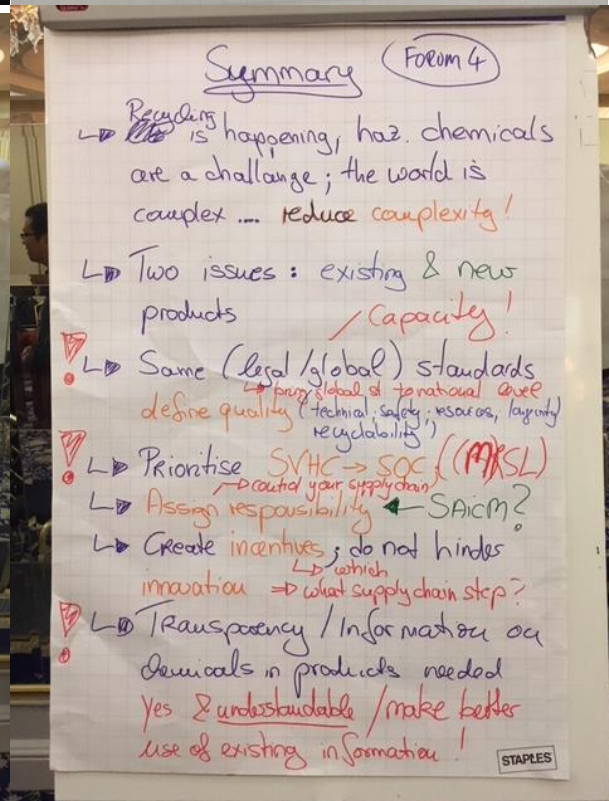 Summary
FORUM 4
Recycling
↳ is happening, haz. chemicals
are a challange; the world is
complex .... reduce complexity!
↳ Two issues: existing & new
products / Capacity!
! ↳ Same (legal/global) standards
↳ bring global st to national level
define quality (technical, safety, resources, longevity
recyclability)
! ↳ Prioritise SVHC → SOC, ((M)RSL)
→ control your supply chain
↳ Assign responsibility ← SAICM?
↳ Create incentives; do not hinder
↳ which
innovation ⇒ what supply chain step?
! ↳ Transparency / Information on
chemicals in products needed
Yes & understandable / make better
use of existing information!
STAPLES